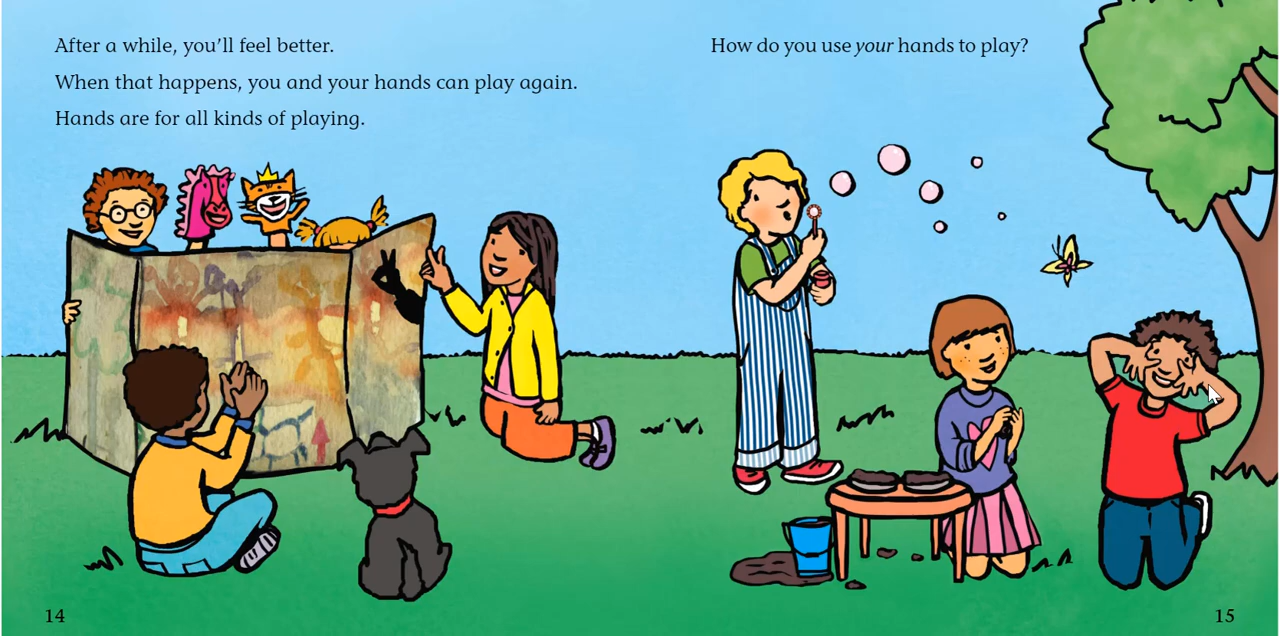 After a while, you’ll feel better.
When that happens, you and your hands can play again.
Hands are for all kinds of playing.
How do you use your hands to play?
14
15